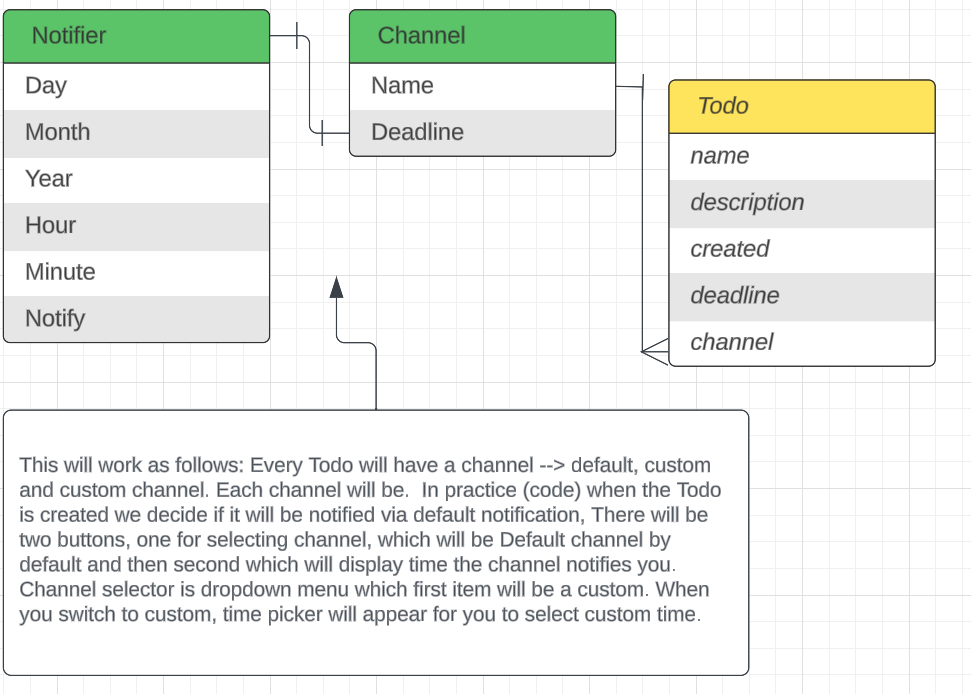 Notifier
Day
Month
Year
Hour
Minute
Notify
Channel
Name
Deadline
Todo
name
description
created
deadline
channel
This will work as follows: Every Todo will have a channel --> default, custom
and custom channel. Each channel will be.  In practice (code) when the Todo
is created we decide if it will be notified via default notification, There will be
two buttons, one for selecting channel, which will be Default channel by
default and then second which will display time the channel notifies you.
Channel selector is dropdown menu which first item will be a custom. When
you switch to custom, time picker will appear for you to select custom time.